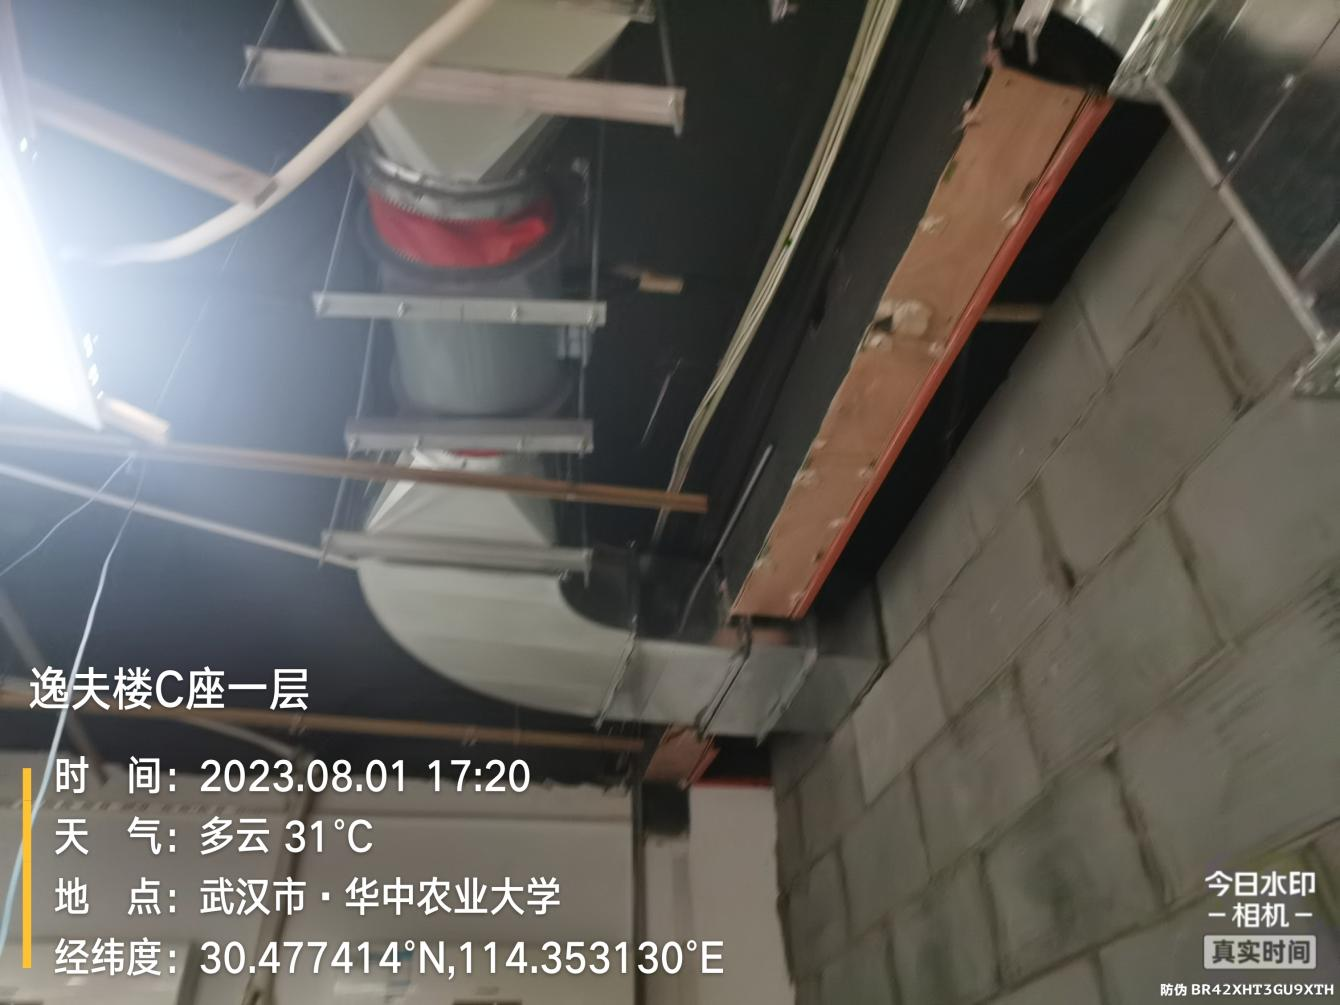 逸夫楼C座一层
时 间：2023.08.01 17:20
天 气：多云 31℃
地 点：武汉市·华中农业大学
经纬度：30.477414°N,114.353130°E
今日水印
-相机-
真实时间
防伪 BR42XHT3GU9XTH